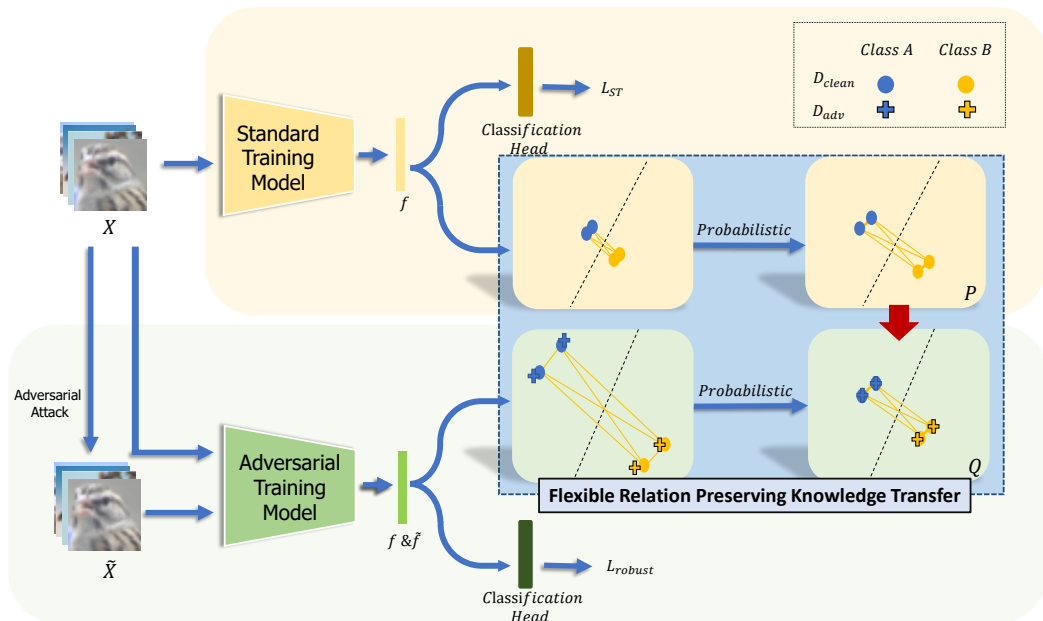 Class A Class B
D_clean
D_adv
Standard
Training
Model
f
Classification
Head
L_ST
X
Probabilistic
P
Adversarial
Attack
Probabilistic
Q
Flexible Relation Preserving Knowledge Transfer
Adversarial
Training
Model
f & f̃
X̃
Classification
Head
L_robust